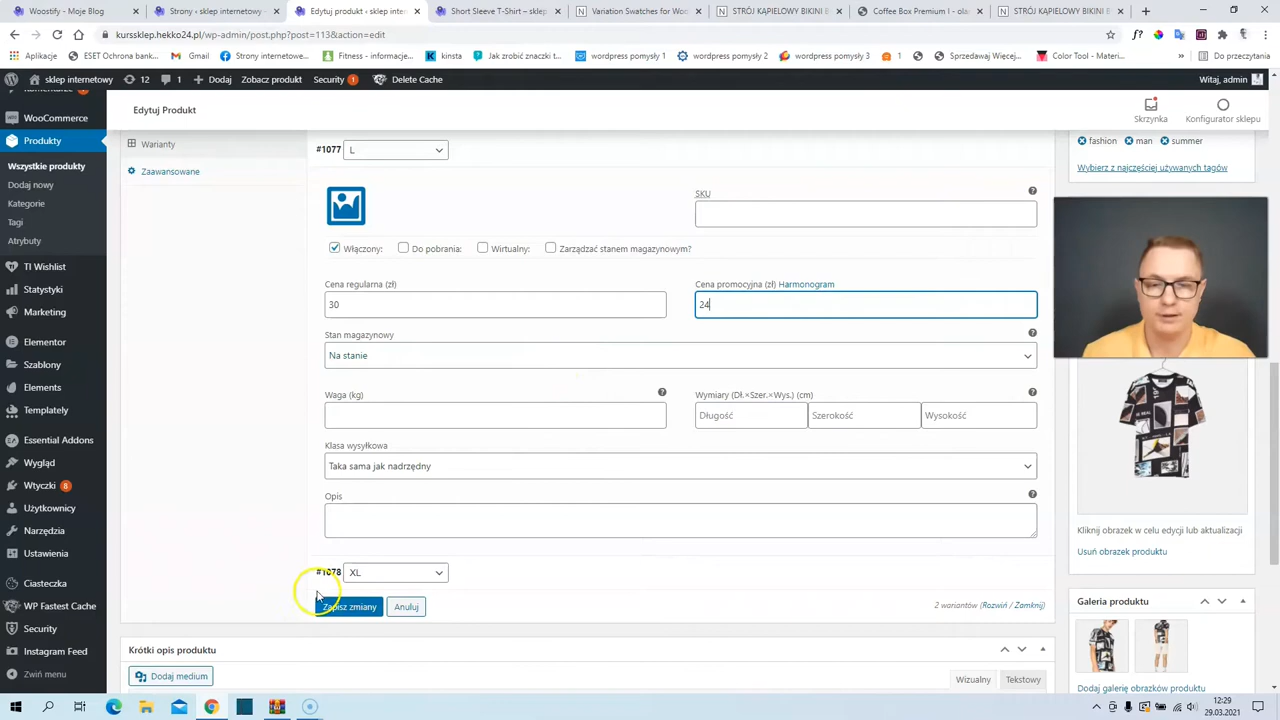 Woostify - Moje Blog
Strony · sklep internetowy
Edytuj produkt · sklep inte
Short Sleeve T-Shirt – sklep
Variation Swatches for Woo
STRÓJ KĄPIELOWY BIKINI B
Coffee Box Premium I - ola
STRÓJ KĄPIELOWY BIKINI
kurssklep.hekko24.pl/wp-admin/post.php?post=113&action=edit
Aplikacje
ESET Ochrona bank...
Gmail
Strony internetowe...
Fitness - informacj...
kinsta
Jak zrobić znaczki t...
wordpress pomysły 1
wordpress pomysły 2
wordpress pomysły 3
1
Sprzedawaj Więcej...
Color Tool - Materi...
Do przeczytania
sklep internetowy
12
1
Dodaj
Zobacz produkt
Security
1
Delete Cache
Witaj, admin
Edytuj Produkt
Skrzynka
Konfigurator sklepu
Komentarze
WooCommerce
Produkty
Wszystkie produkty
Dodaj nowy
Kategorie
Tagi
Atrybuty
TI Wishlist
Statystyki
Marketing
Elementor
Szablony
Elements
Templately
Essential Addons
Wygląd
Wtyczki 8
Użytkownicy
Narzędzia
Ustawienia
Ciasteczka
WP Fastest Cache
Security
Instagram Feed
Zwiń menu
Warianty
Zaawansowane
#1077 L
SKU
Włączony:
Do pobrania:
Wirtualny:
Zarządzać stanem magazynowym?
Cena regularna (zł)
Cena promocyjna (zł) Harmonogram
30
24
Stan magazynowy
Na stanie
Waga (kg)
Wymiary (Dł.×Szer.×Wys.) (cm)
Długość
Szerokość
Wysokość
Klasa wysyłkowa
Taka sama jak nadrzędny
Opis
#1078 XL
Zapisz zmiany
Anuluj
2 wariantów (Rozwiń / Zamknij)
Krótki opis produktu
Dodaj medium
Wizualny
Tekstowy
fashion
man
summer
Wybierz z najczęściej używanych tagów
Kliknij obrazek w celu edycji lub aktualizacji
Usuń obrazek produktu
Galeria produktu
Dodaj galerię obrazków produktu
12:29
29.03.2021